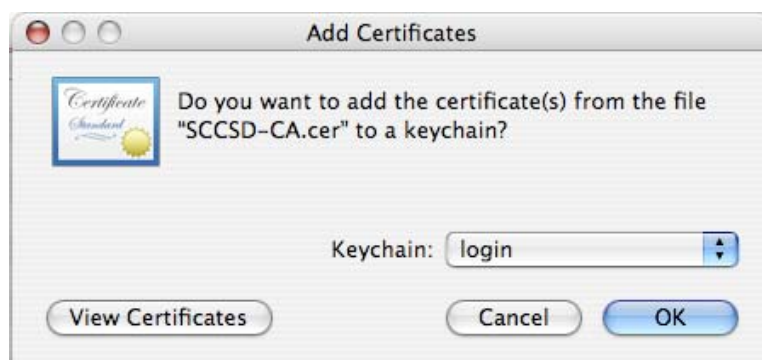 Add Certificates
Certificate
Standard
Do you want to add the certificate(s) from the file
"SCCSD-CA.cer" to a keychain?
Keychain: login
View Certificates Cancel OK